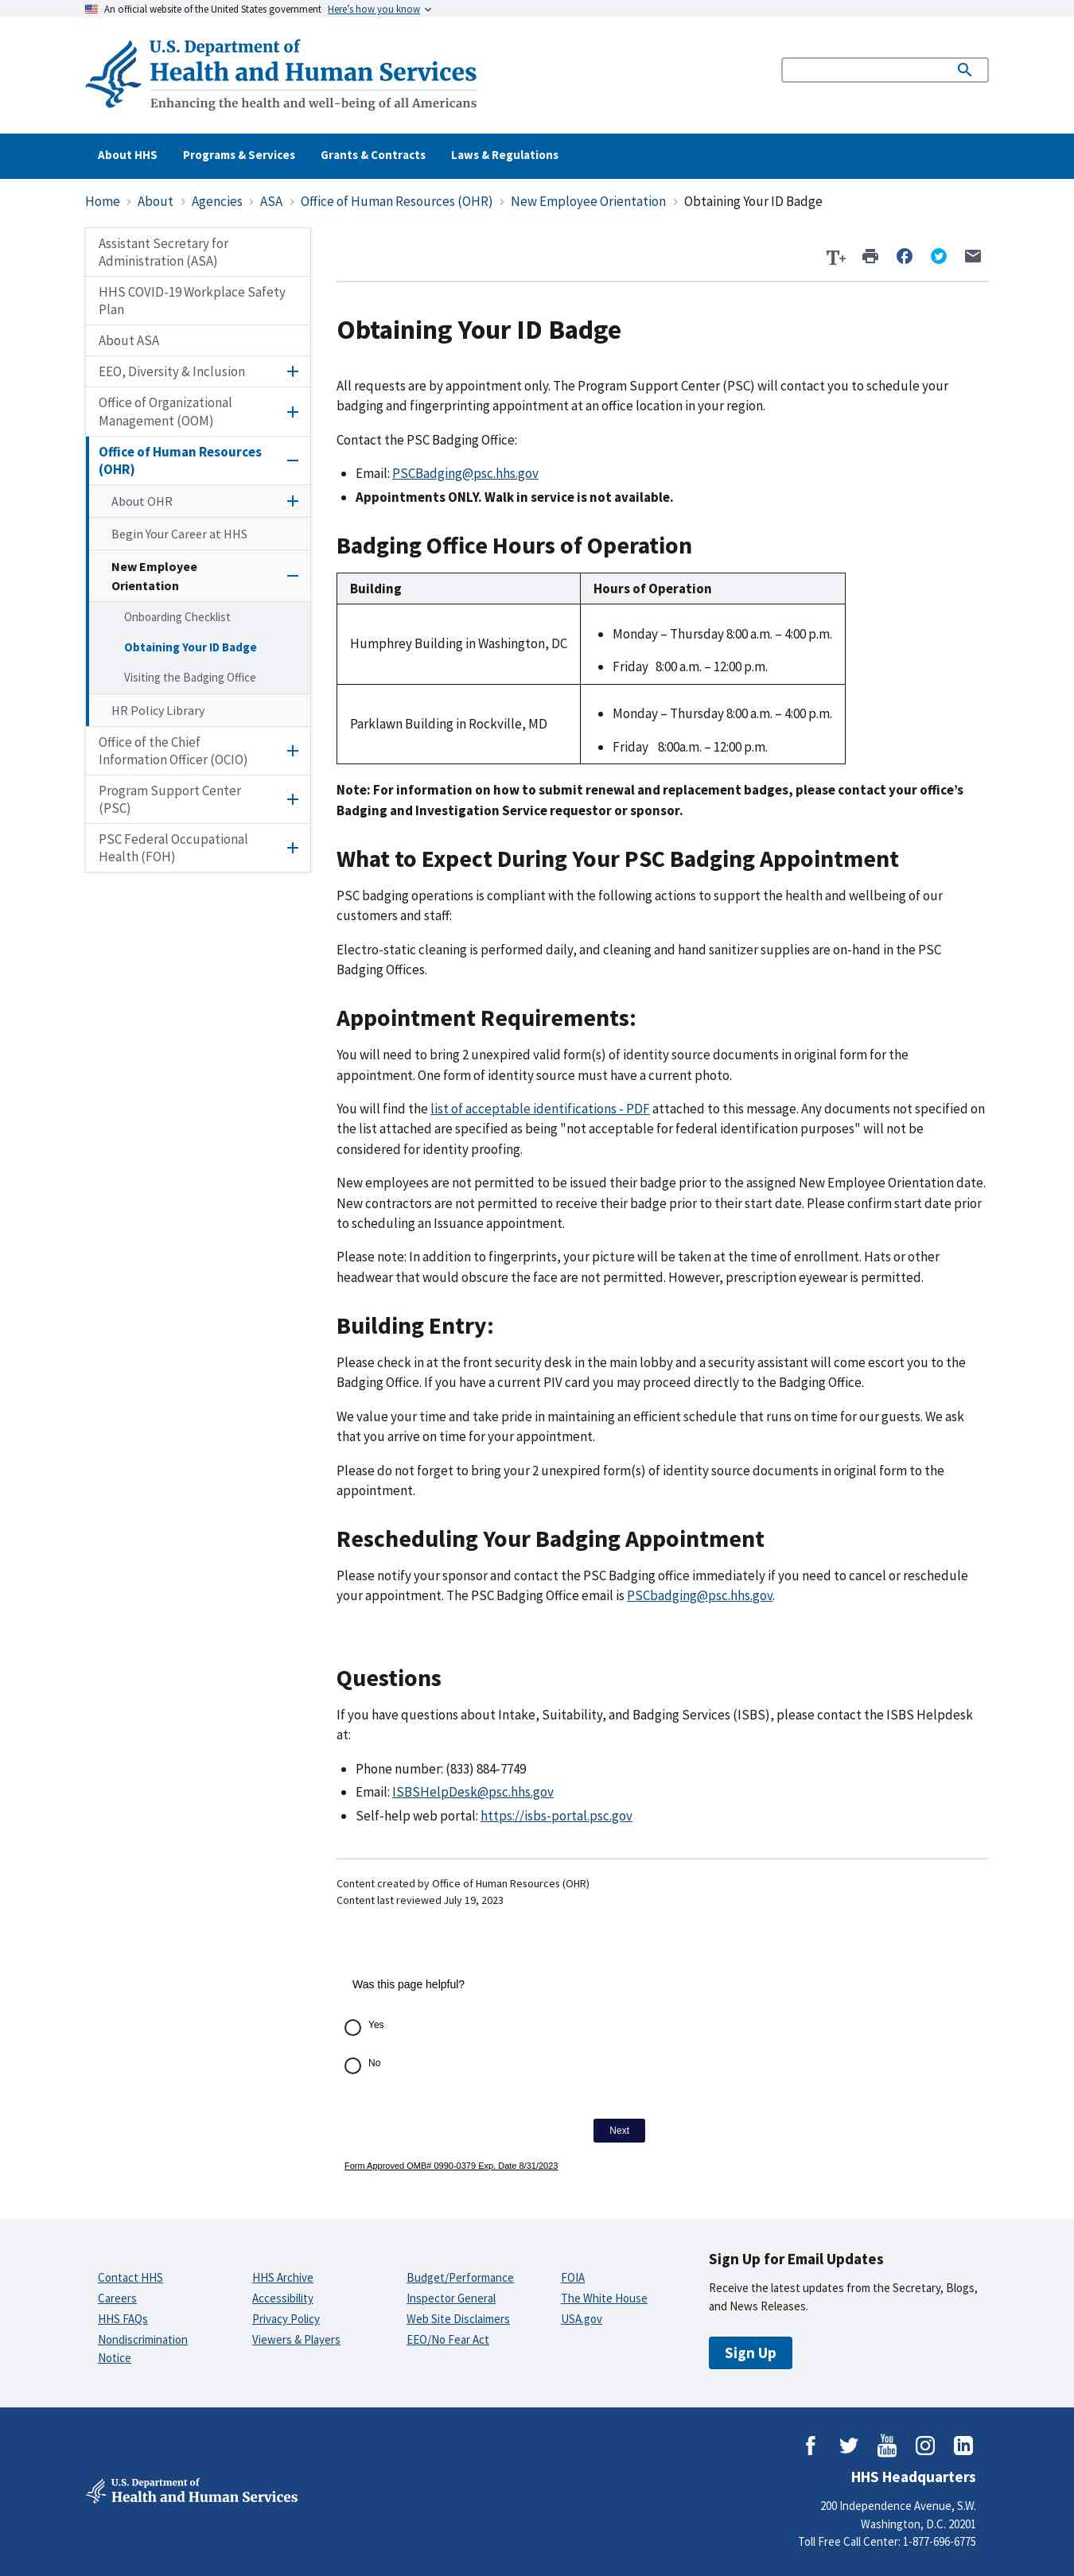 An official website of the United States government Here's how you know
U.S. Department of
Health and Human Services
Enhancing the health and well-being of all Americans
About HHS Programs & Services Grants & Contracts Laws & Regulations
Home > About > Agencies > ASA > Office of Human Resources (OHR) > New Employee Orientation > Obtaining Your ID Badge
Assistant Secretary for
Administration (ASA)
HHS COVID-19 Workplace Safety
Plan
About ASA
EEO, Diversity & Inclusion
Office of Organizational
Management (OOM)
Office of Human Resources
(OHR)
About OHR
Begin Your Career at HHS
New Employee
Orientation
Onboarding Checklist
Obtaining Your ID Badge
Visiting the Badging Office
HR Policy Library
Office of the Chief
Information Officer (OCIO)
Program Support Center
(PSC)
PSC Federal Occupational
Health (FOH)
T+
Obtaining Your ID Badge
All requests are by appointment only. The Program Support Center (PSC) will contact you to schedule your
badging and fingerprinting appointment at an office location in your region.
Contact the PSC Badging Office:
• Email: PSCBadging@psc.hhs.gov
• Appointments ONLY. Walk in service is not available.
Badging Office Hours of Operation
Building Hours of Operation
Humphrey Building in Washington, DC
• Monday – Thursday 8:00 a.m. – 4:00 p.m.
• Friday 8:00 a.m. – 12:00 p.m.
Parklawn Building in Rockville, MD
• Monday – Thursday 8:00 a.m. – 4:00 p.m.
• Friday 8:00a.m. – 12:00 p.m.
Note: For information on how to submit renewal and replacement badges, please contact your office's
Badging and Investigation Service requestor or sponsor.
What to Expect During Your PSC Badging Appointment
PSC badging operations is compliant with the following actions to support the health and wellbeing of our
customers and staff:
Electro-static cleaning is performed daily, and cleaning and hand sanitizer supplies are on-hand in the PSC
Badging Offices.
Appointment Requirements:
You will need to bring 2 unexpired valid form(s) of identity source documents in original form for the
appointment. One form of identity source must have a current photo.
You will find the list of acceptable identifications - PDF attached to this message. Any documents not specified on
the list attached are specified as being "not acceptable for federal identification purposes" will not be
considered for identity proofing.
New employees are not permitted to be issued their badge prior to the assigned New Employee Orientation date.
New contractors are not permitted to receive their badge prior to their start date. Please confirm start date prior
to scheduling an Issuance appointment.
Please note: In addition to fingerprints, your picture will be taken at the time of enrollment. Hats or other
headwear that would obscure the face are not permitted. However, prescription eyewear is permitted.
Building Entry:
Please check in at the front security desk in the main lobby and a security assistant will come escort you to the
Badging Office. If you have a current PIV card you may proceed directly to the Badging Office.
We value your time and take pride in maintaining an efficient schedule that runs on time for our guests. We ask
that you arrive on time for your appointment.
Please do not forget to bring your 2 unexpired form(s) of identity source documents in original form to the
appointment.
Rescheduling Your Badging Appointment
Please notify your sponsor and contact the PSC Badging office immediately if you need to cancel or reschedule
your appointment. The PSC Badging Office email is PSCbadging@psc.hhs.gov.
Questions
If you have questions about Intake, Suitability, and Badging Services (ISBS), please contact the ISBS Helpdesk
at:
• Phone number: (833) 884-7749
• Email: ISBSHelpDesk@psc.hhs.gov
• Self-help web portal: https://isbs-portal.psc.gov
Content created by Office of Human Resources (OHR)
Content last reviewed July 19, 2023
Was this page helpful?
Yes
No
Next
Form Approved OMB# 0990-0379 Exp. Date 8/31/2023
Contact HHS
Careers
HHS FAQs
Nondiscrimination
Notice
HHS Archive
Accessibility
Privacy Policy
Viewers & Players
Budget/Performance
Inspector General
Web Site Disclaimers
EEO/No Fear Act
FOIA
The White House
USA.gov
Sign Up for Email Updates
Receive the latest updates from the Secretary, Blogs,
and News Releases.
Sign Up
You
Tube
in
U.S. Department of
Health and Human Services
HHS Headquarters
200 Independence Avenue, S.W.
Washington, D.C. 20201
Toll Free Call Center: 1-877-696-6775